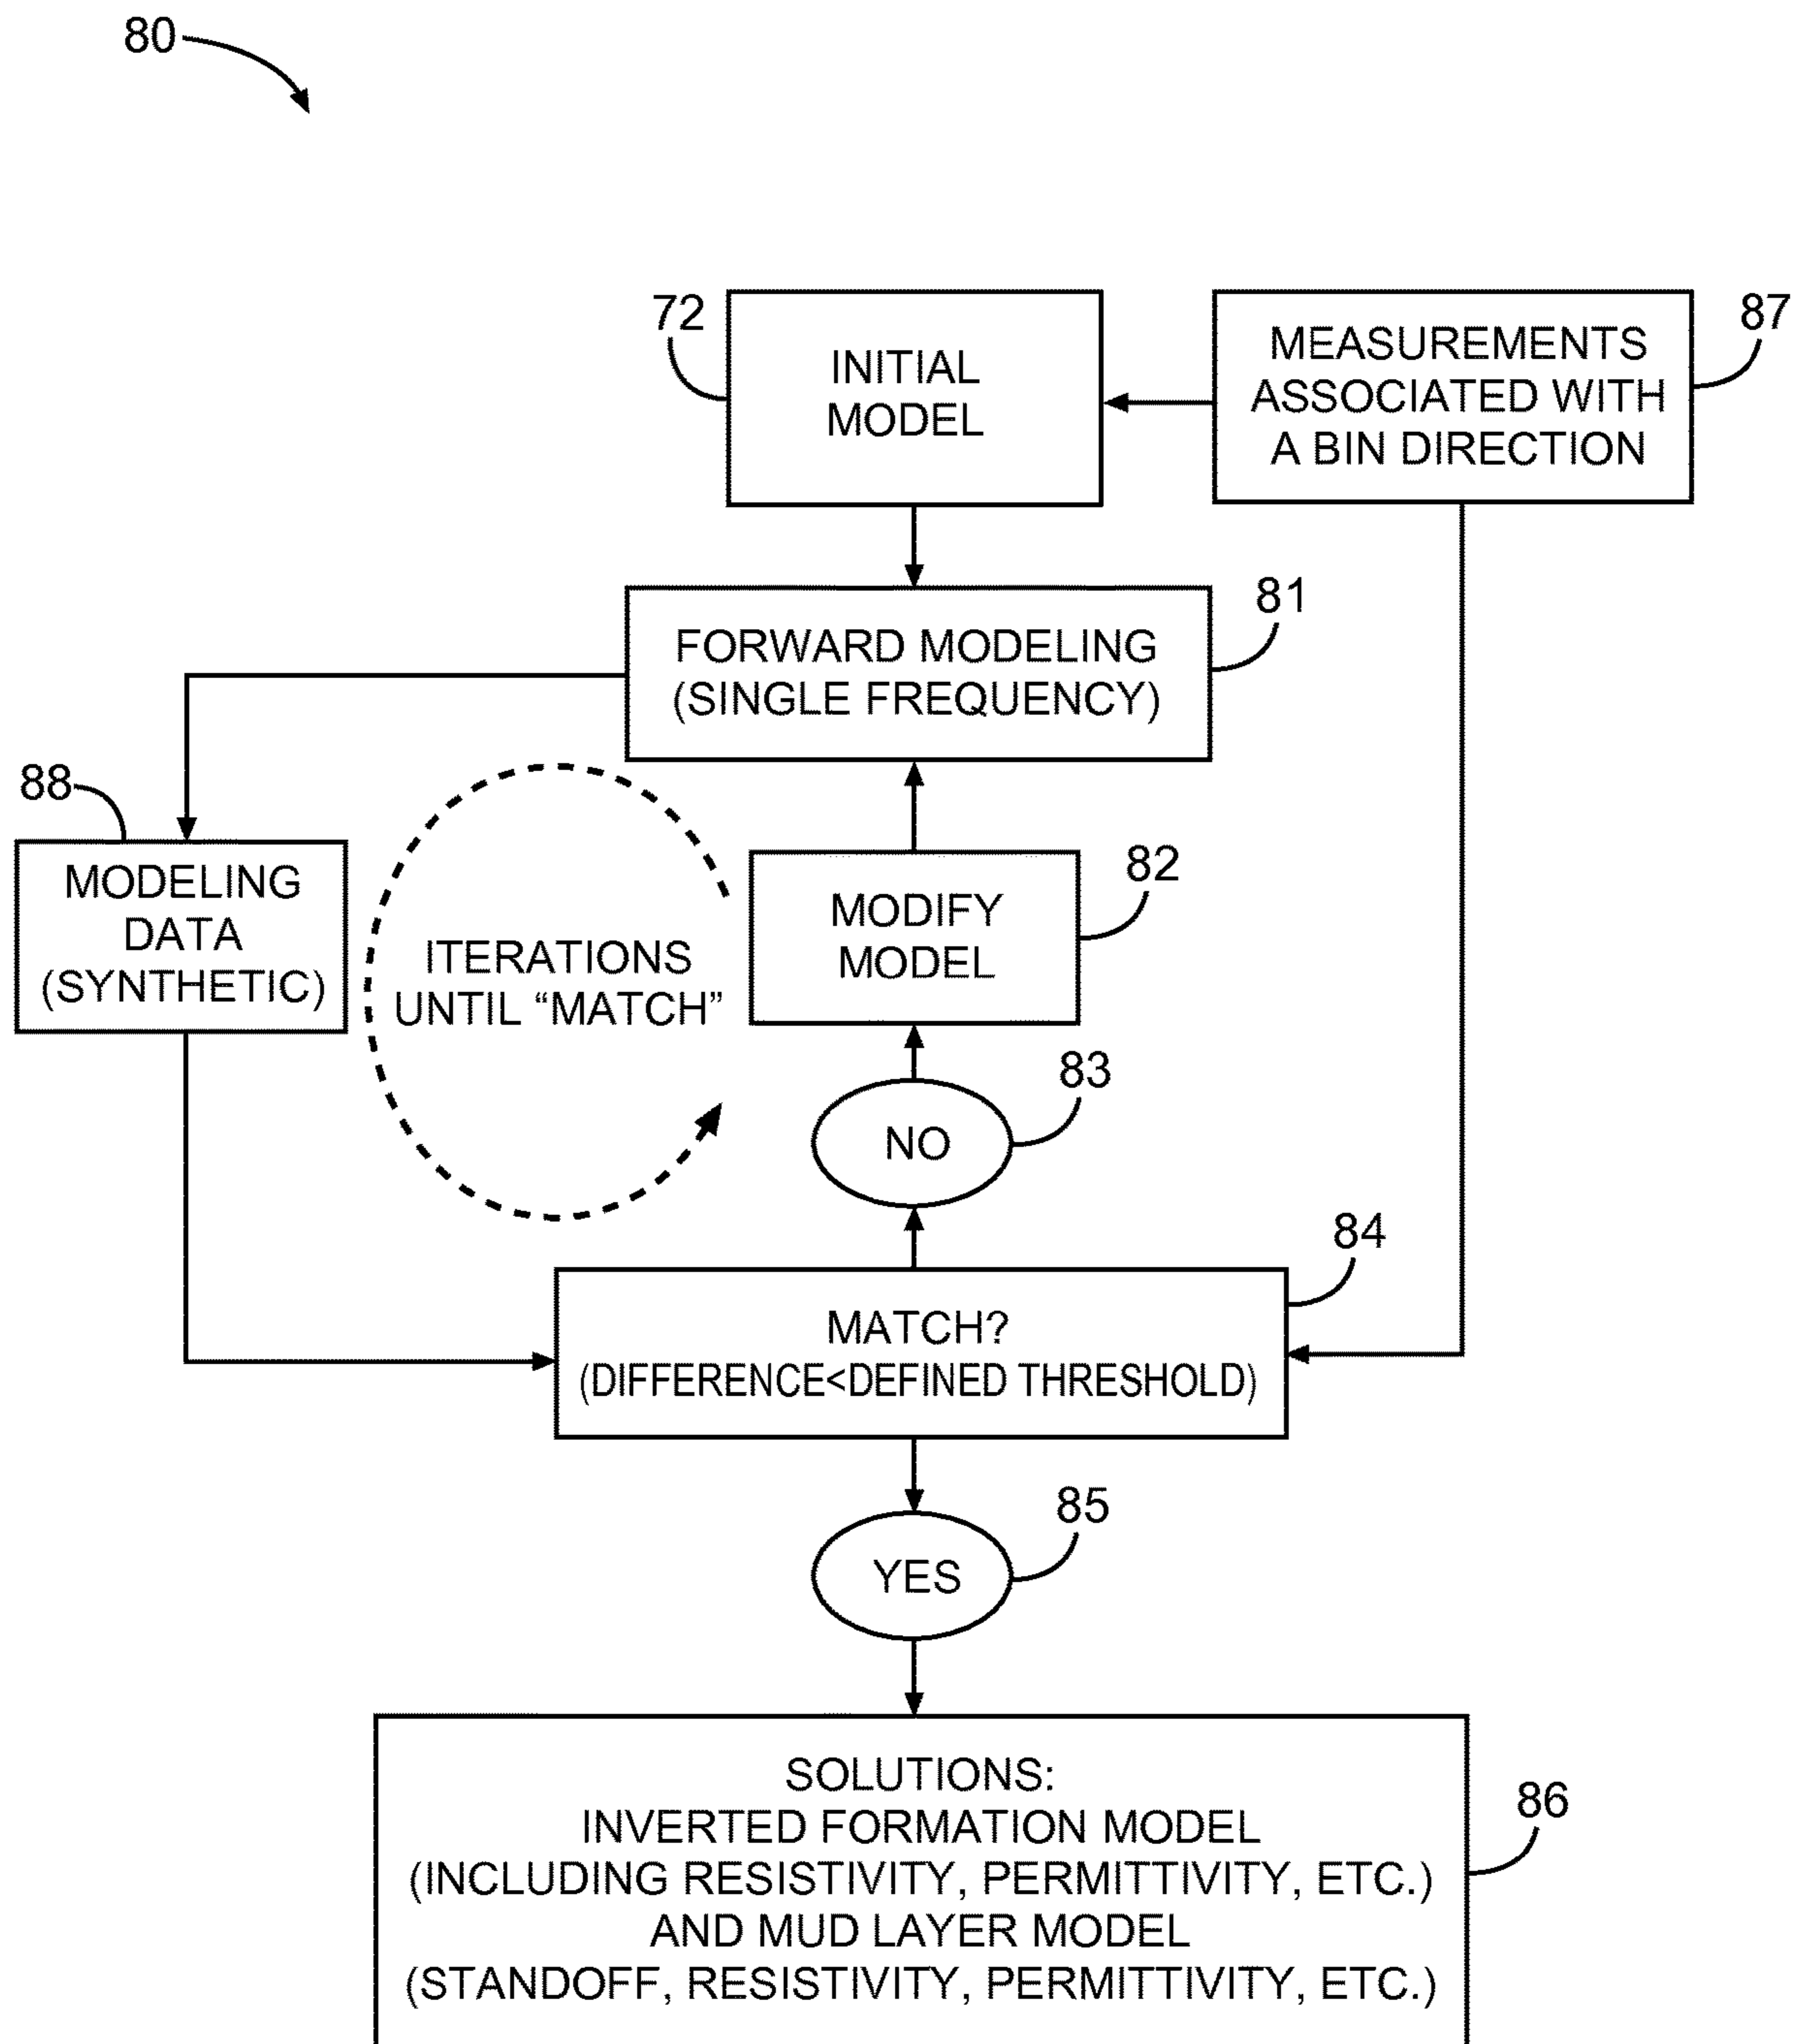 80
72
INITIAL
MODEL
MEASUREMENTS
ASSOCIATED WITH
A BIN DIRECTION
87
FORWARD MODELING
(SINGLE FREQUENCY)
81
88
MODELING
DATA
(SYNTHETIC)
ITERATIONS
UNTIL “MATCH”
MODIFY
MODEL
82
NO
83
MATCH?
(DIFFERENCE<DEFINED THRESHOLD)
84
YES
85
SOLUTIONS:
INVERTED FORMATION MODEL
(INCLUDING RESISTIVITY, PERMITTIVITY, ETC.)
AND MUD LAYER MODEL
(STANDOFF, RESISTIVITY, PERMITTIVITY, ETC.)
86